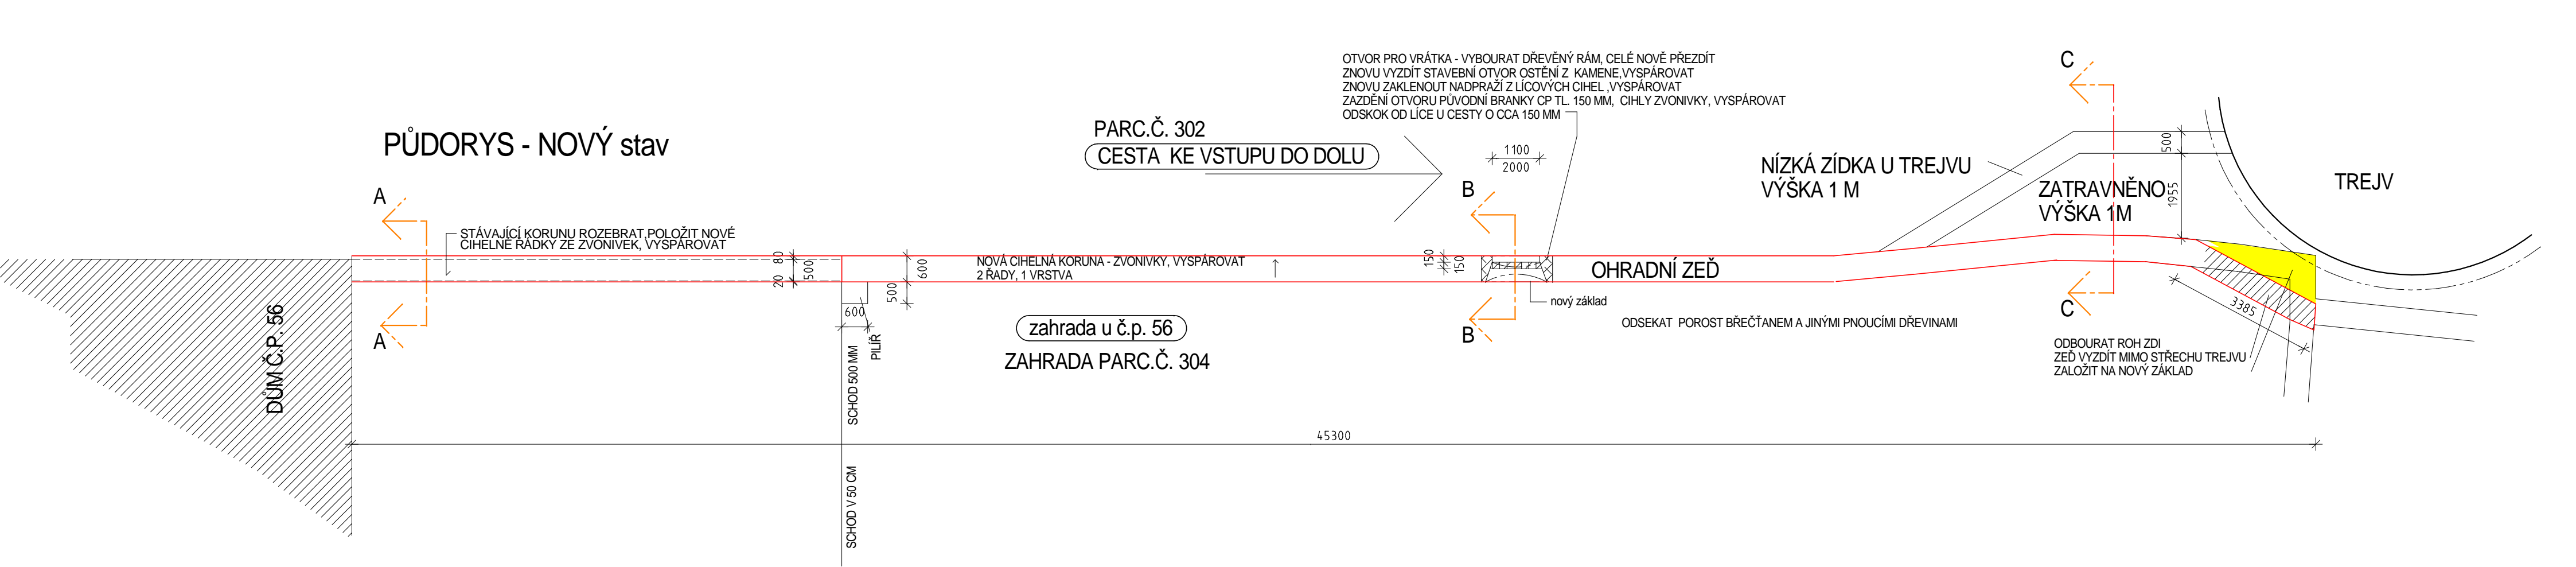 PŮDORYS - NOVÝ stav
A
STÁVAJÍCÍ KORUNU ROZEBRAT,POLOŽIT NOVÉ
CIHELNÉ ŘÁDKY ZE ZVONIVEK, VYSPÁROVAT
A
DŮM Č.P. 56
80
500
20
600
500
600
PILÍŘ
SCHOD 500 MM
SCHOD V 50 CM
PARC.Č. 302
CESTA KE VSTUPU DO DOLU
NOVÁ CIHELNÁ KORUNA - ZVONIVKY, VYSPÁROVAT
2 ŘADY, 1 VRSTVA
zahrada u č.p. 56
ZAHRADA PARC.Č. 304
OTVOR PRO VRÁTKA - VYBOURAT DŘEVĚNÝ RÁM, CELÉ NOVĚ PŘEZDÍT
ZNOVU VYZDÍT STAVEBNÍ OTVOR OSTĚNÍ Z KAMENE,VYSPÁROVAT
ZNOVU ZAKLENOUT NADPRAŽÍ Z LÍCOVÝCH CIHEL ,VYSPÁROVAT
ZAZDĚNÍ OTVORU PŮVODNÍ BRANKY CP TL. 150 MM, CIHLY ZVONIVKY, VYSPÁROVAT
ODSKOK OD LÍCE U CESTY O CCA 150 MM
1100
2000
B
150
150
B
nový základ
OHRADNÍ ZEĎ
ODSEKAT POROST BŘEČŤANEM A JINÝMI PNOUCÍMI DŘEVINAMI
45300
NÍZKÁ ZÍDKA U TREJVU
VÝŠKA 1 M
C
ZATRAVNĚNO
VÝŠKA 1M
500
1955
C
TREJV
3385
ODBOURAT ROH ZDI
ZEĎ VYZDÍT MIMO STŘECHU TREJVU
ZALOŽIT NA NOVÝ ZÁKLAD